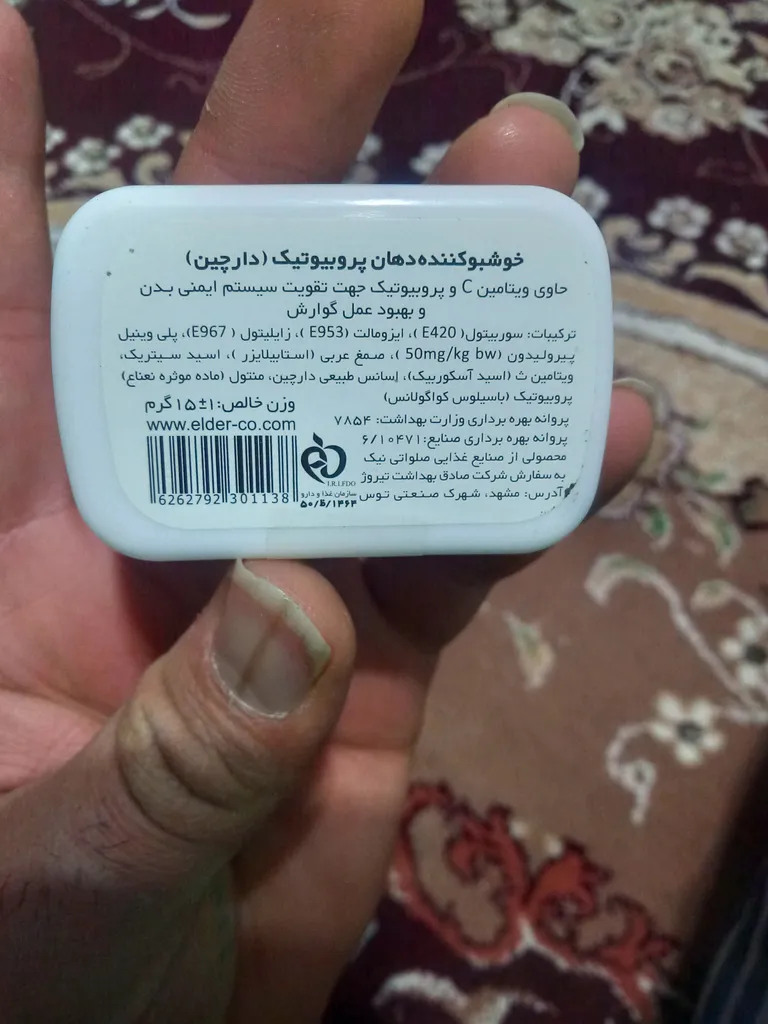 خوشبوکننده‌دهان پروبیوتیک (دارچین)
حاوی ویتامین C و پروبیوتیک جهت تقویت سیستم ایمنی بدن
و بهبود عمل گوارش
ترکیبات: سوربیتول( E420 )، ایزومالت (E953 )، زایلیتول ( E967)، پلی وینیل
پیرولیدون (50mg/kg bw )، صمغ عربی (استابیلایزر )، اسید سیتریک،
ویتامین ث (اسید آسکوربیک)، اسانس طبیعی دارچین، منتول (ماده موثره نعناع)
پروبیوتیک (باسیلوس کواگولانس)
وزن خالص:۱±۱۵ گرم
www.elder-co.com
پروانه بهره برداری وزارت بهداشت: ۷۸۵۴
پروانه بهره برداری صنایع: ۶/۱۰۴۷۱
محصولی از صنایع غذایی صلواتی نیک
به سفارش شرکت صادق بهداشت تیروژ
آدرس: مشهد، شهرک صنعتی توس
I.R.I.FDO
سازمان غذا و دارو
۵۰/۱۴۶۴
6262792 301138